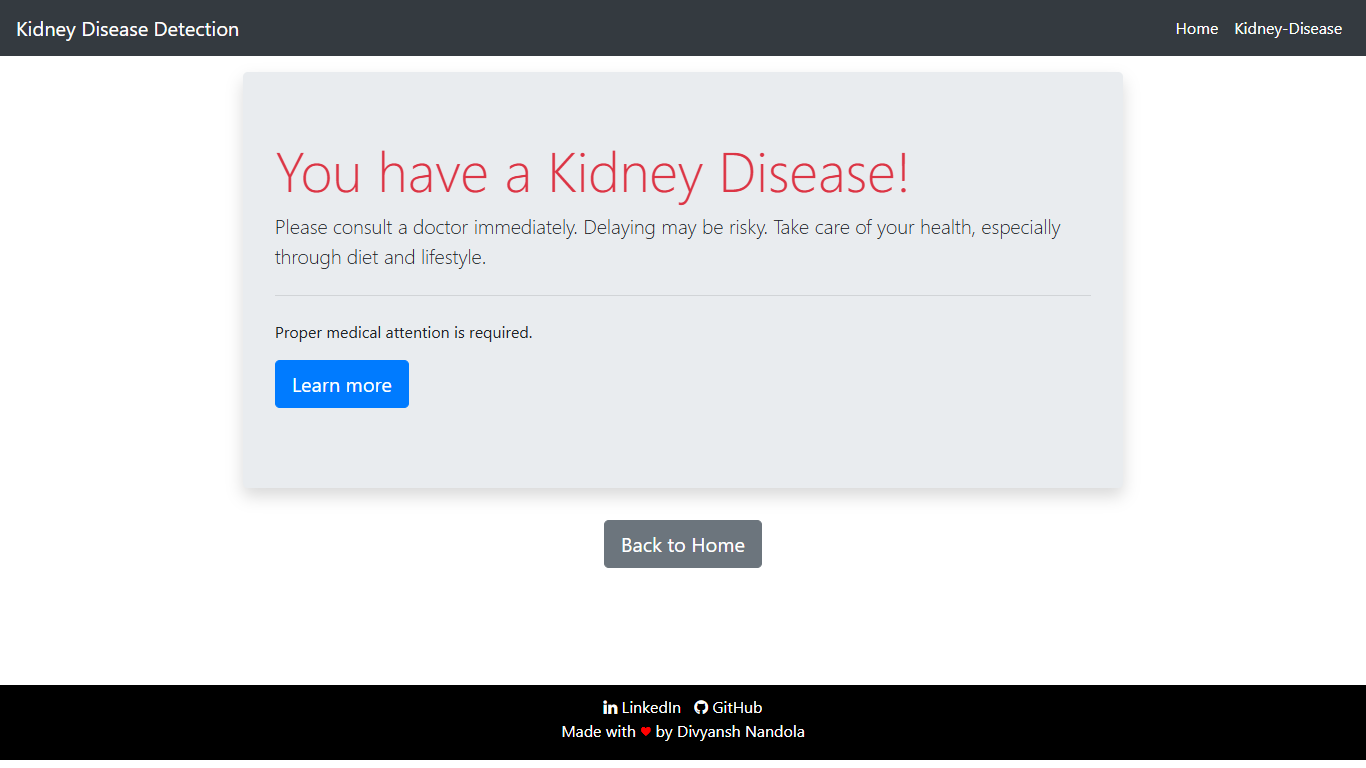 Kidney Disease Detection
Home Kidney-Disease
You have a Kidney Disease!
Please consult a doctor immediately. Delaying may be risky. Take care of your health, especially
through diet and lifestyle.
Proper medical attention is required.
Learn more
Back to Home
LinkedIn GitHub
Made with ♥ by Divyansh Nandola